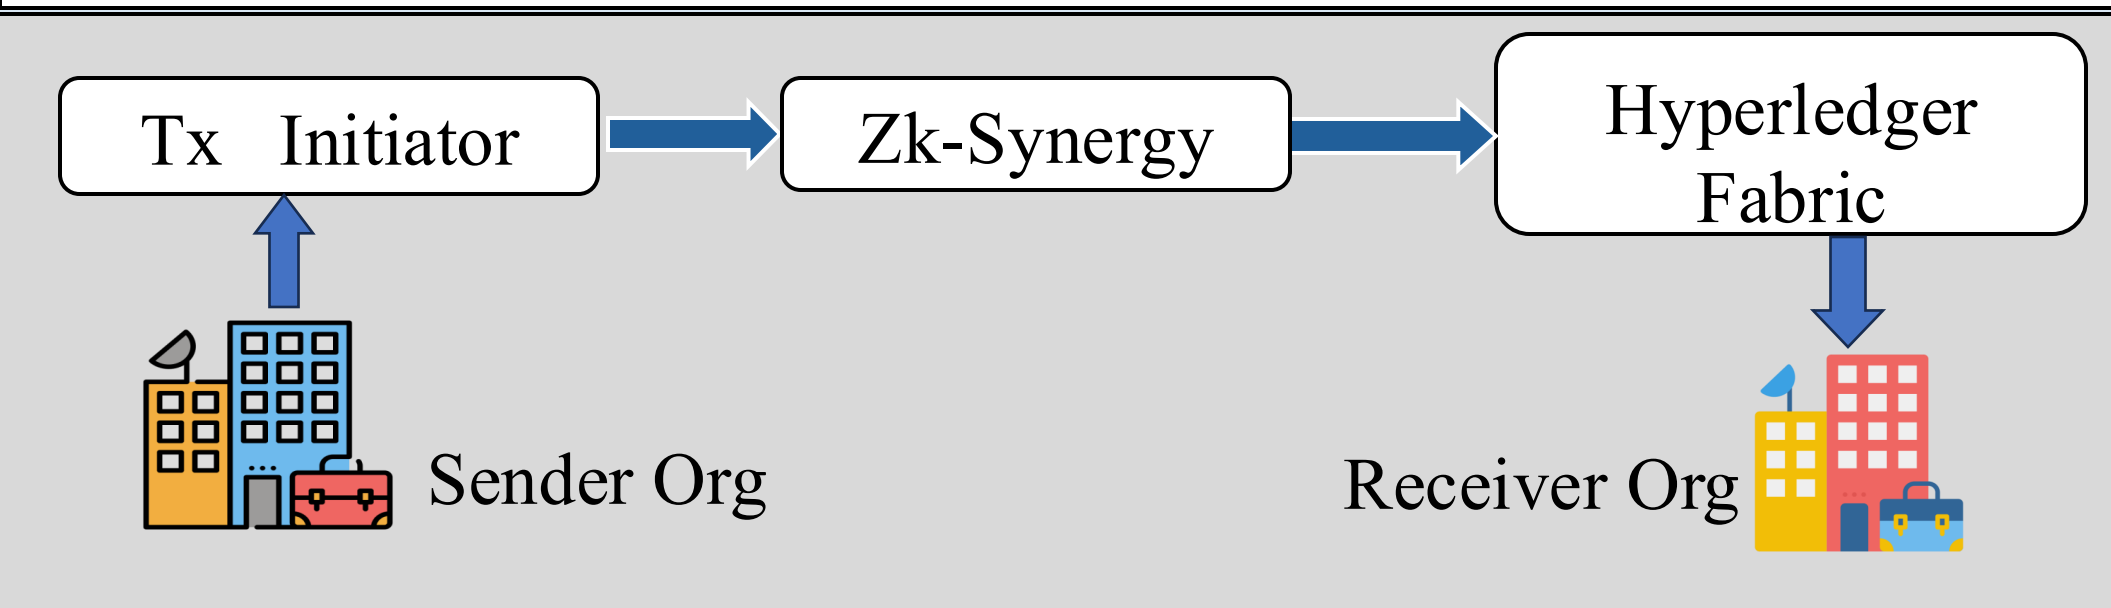 Tx Initiator
Zk-Synergy
Hyperledger
Fabric
Sender Org
Receiver Org